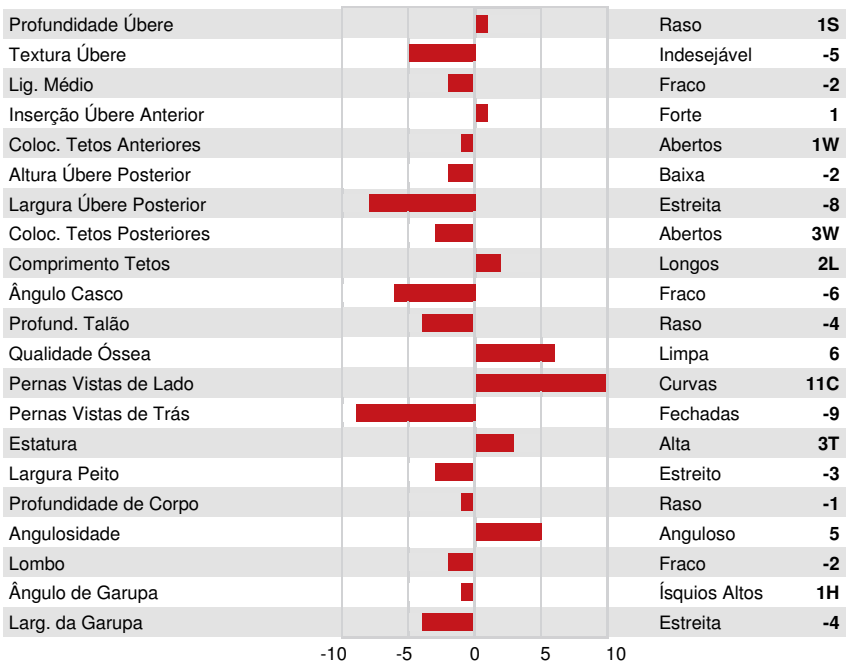 Profundidade Úbere Raso 1S
Textura Úbere Indesejável -5
Lig. Médio Fraco -2
Inserção Úbere Anterior Forte 1
Coloc. Tetos Anteriores Abertos 1W
Altura Úbere Posterior Baixa -2
Largura Úbere Posterior Estreita -8
Coloc. Tetos Posteriores Abertos 3W
Comprimento Tetos Longos 2L
Ângulo Casco Fraco -6
Profund. Talão Raso -4
Qualidade Óssea Limpa 6
Pernas Vistas de Lado Curvas 11C
Pernas Vistas de Trás Fechadas -9
Estatura Alta 3T
Largura Peito Estreito -3
Profundidade de Corpo Raso -1
Angulosidade Anguloso 5
Lombo Fraco -2
Ângulo de Garupa Ísquios Altos 1H
Larg. da Garupa Estreita -4
-10 -5 0 5 10